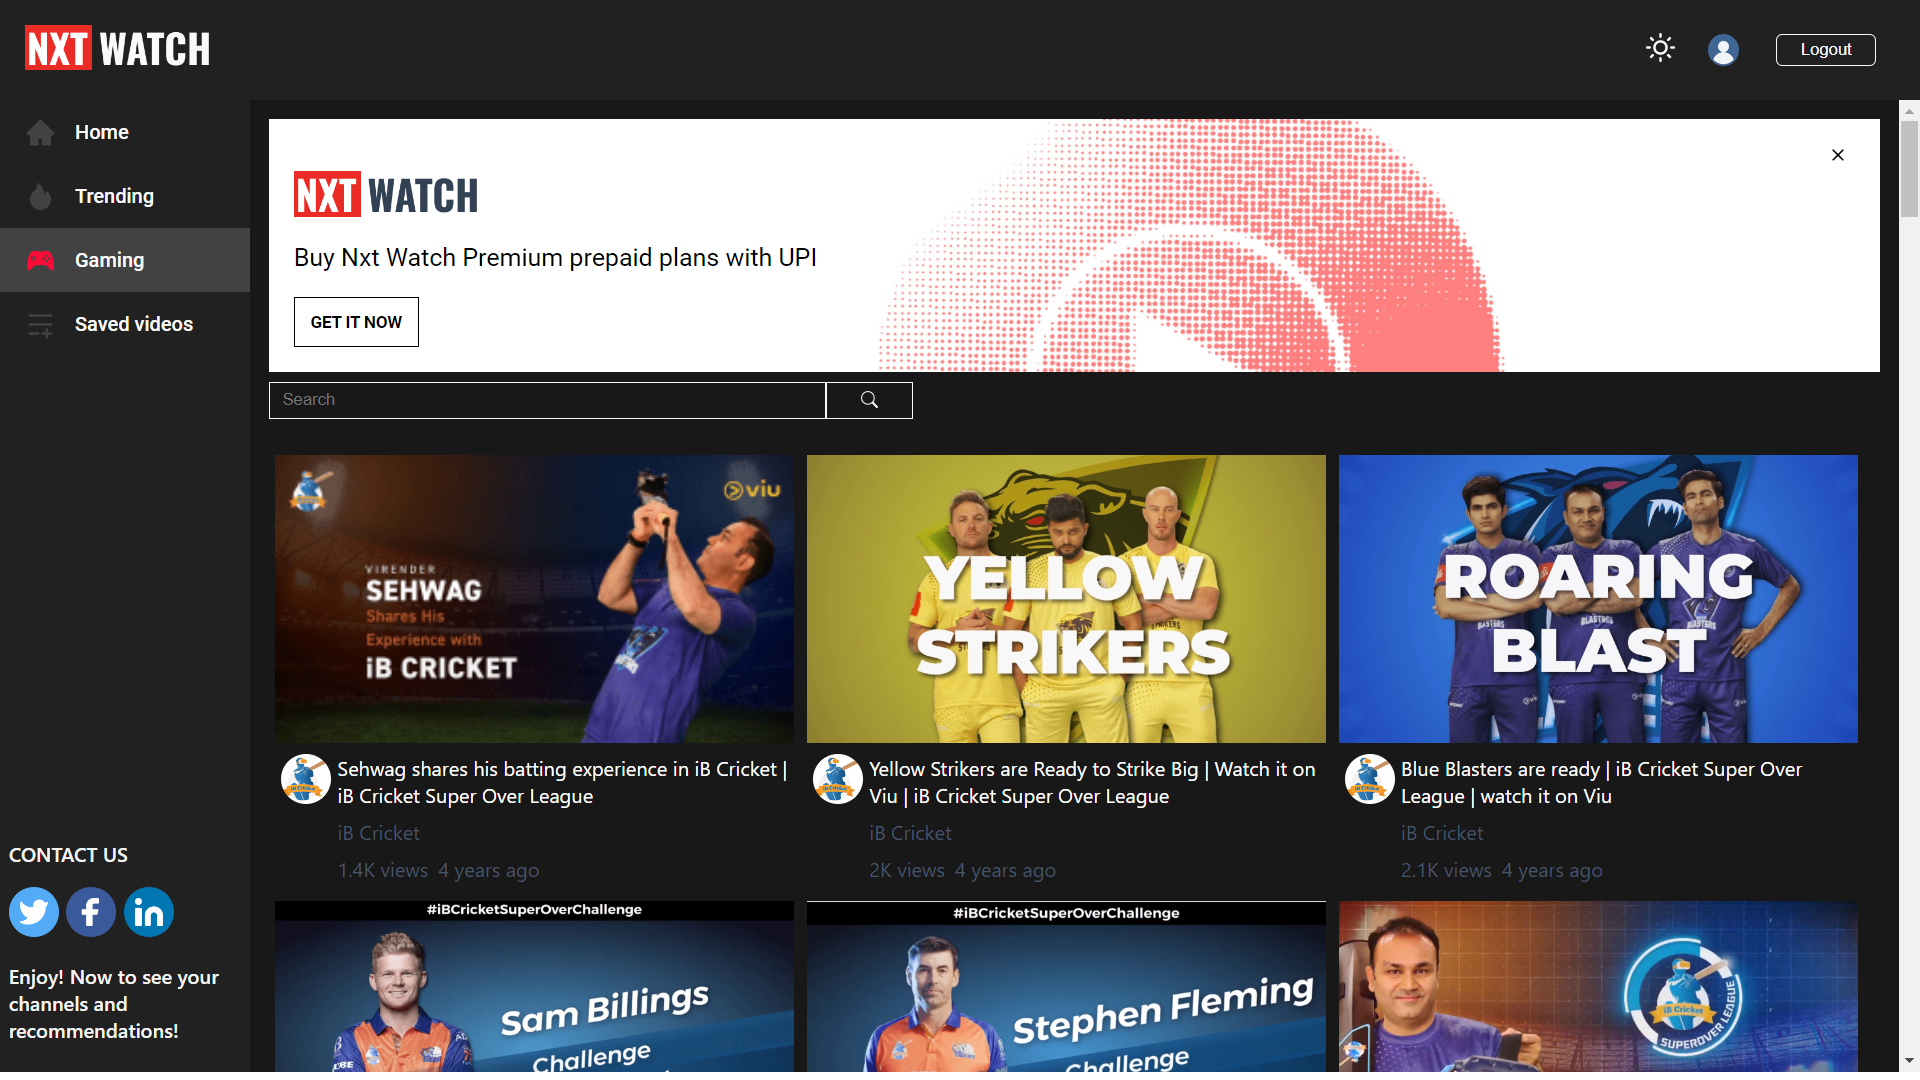 NXT WATCH
Logout
Home
Trending
Gaming
Saved videos
NXT WATCH
Buy Nxt Watch Premium prepaid plans with UPI
GET IT NOW
Search
viu
VIRENDER
SEHWAG
Shares His
Experience with
iB CRICKET
YELLOW
STRIKERS
ROARING
BLAST
Sehwag shares his batting experience in iB Cricket |
iB Cricket Super Over League
iB Cricket
1.4K views 4 years ago
Yellow Strikers are Ready to Strike Big | Watch it on
Viu | iB Cricket Super Over League
iB Cricket
2K views 4 years ago
Blue Blasters are ready | iB Cricket Super Over
League | watch it on Viu
iB Cricket
2.1K views 4 years ago
#iBCricketSuperOverChallenge
Sam Billings
Challenge
#iBCricketSuperOverChallenge
Stephen Fleming
Challenge
iB Cricket
SUPEROVER LEAGUE
CONTACT US
Enjoy! Now to see your
channels and
recommendations!